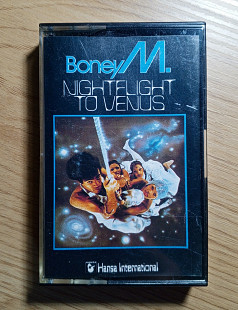 Boney M.
NIGHTFLIGHT
TO VENUS
Hansa International